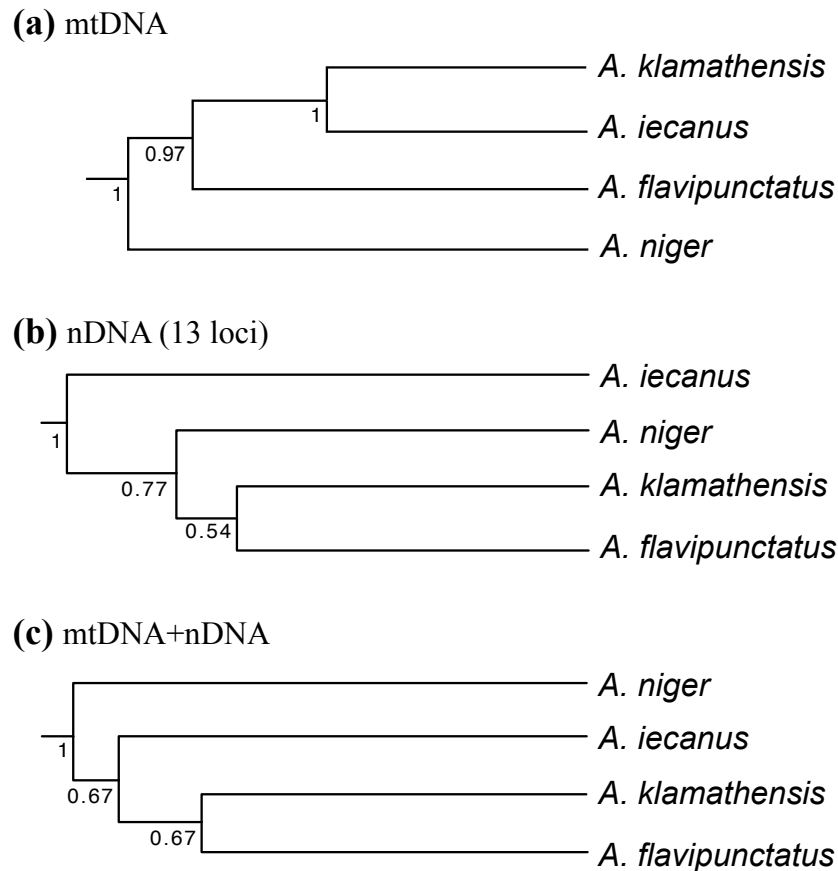 (a) mtDNA
A. klamathensis
A. iecanus
1
0.97
A. flavipunctatus
1
A. niger
(b) nDNA (13 loci)
A. iecanus
1
A. niger
0.77
A. klamathensis
0.54
A. flavipunctatus
(c) mtDNA+nDNA
A. niger
1
A. iecanus
0.67
A. klamathensis
0.67
A. flavipunctatus